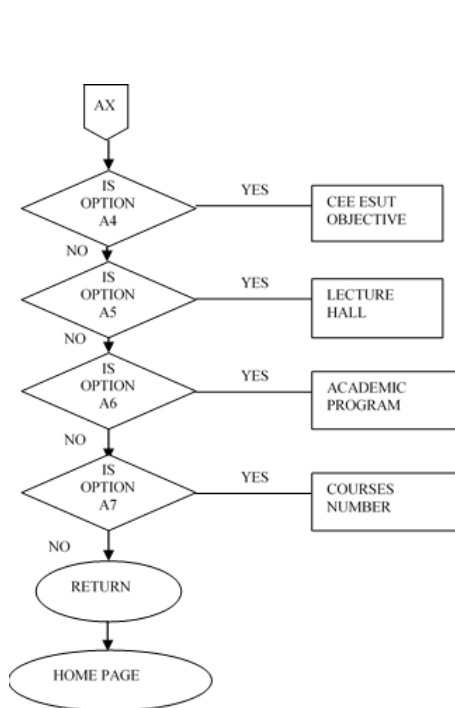 AX
IS
OPTION
A4
YES
CEE ESUT
OBJECTIVE
NO
IS
OPTION
A5
YES
LECTURE
HALL
NO
IS
OPTION
A6
YES
ACADEMIC
PROGRAM
NO
IS
OPTION
A7
YES
COURSES
NUMBER
NO
RETURN
HOME PAGE